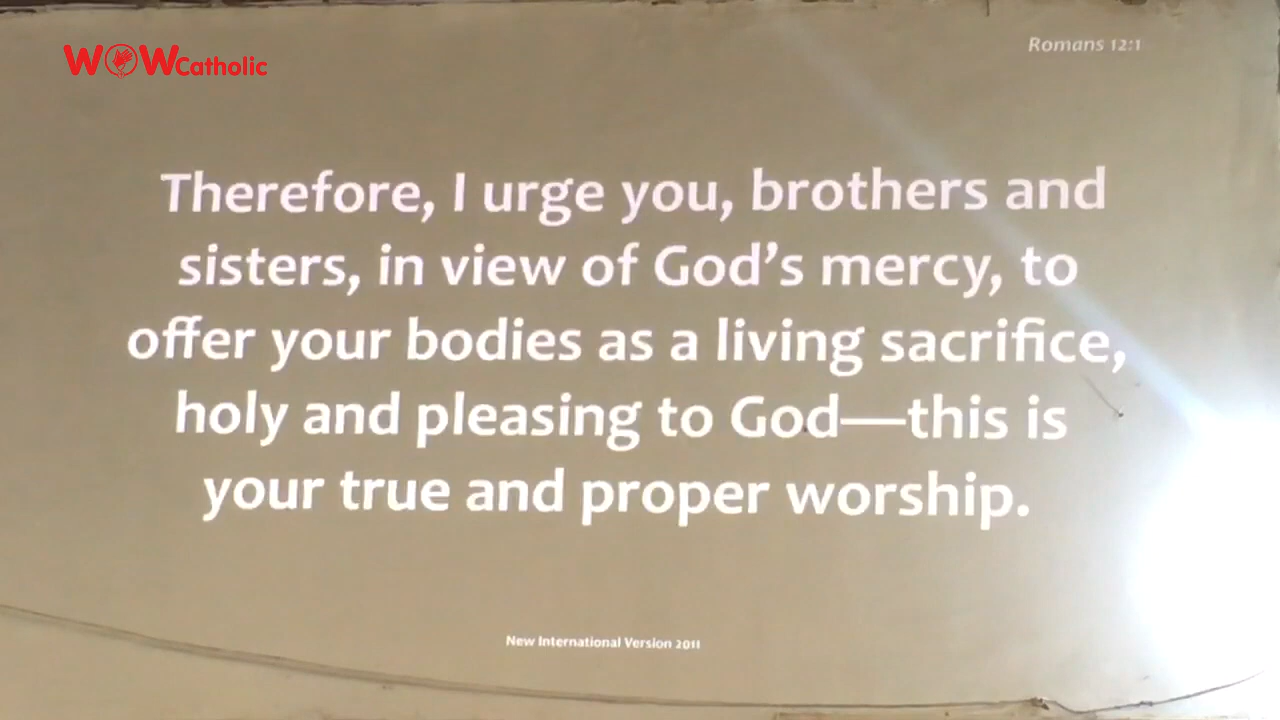 WOWCatholic
Romans 12:1
Therefore, I urge you, brothers and
sisters, in view of God’s mercy, to
offer your bodies as a living sacrifice,
holy and pleasing to God—this is
your true and proper worship.
New International Version 2011